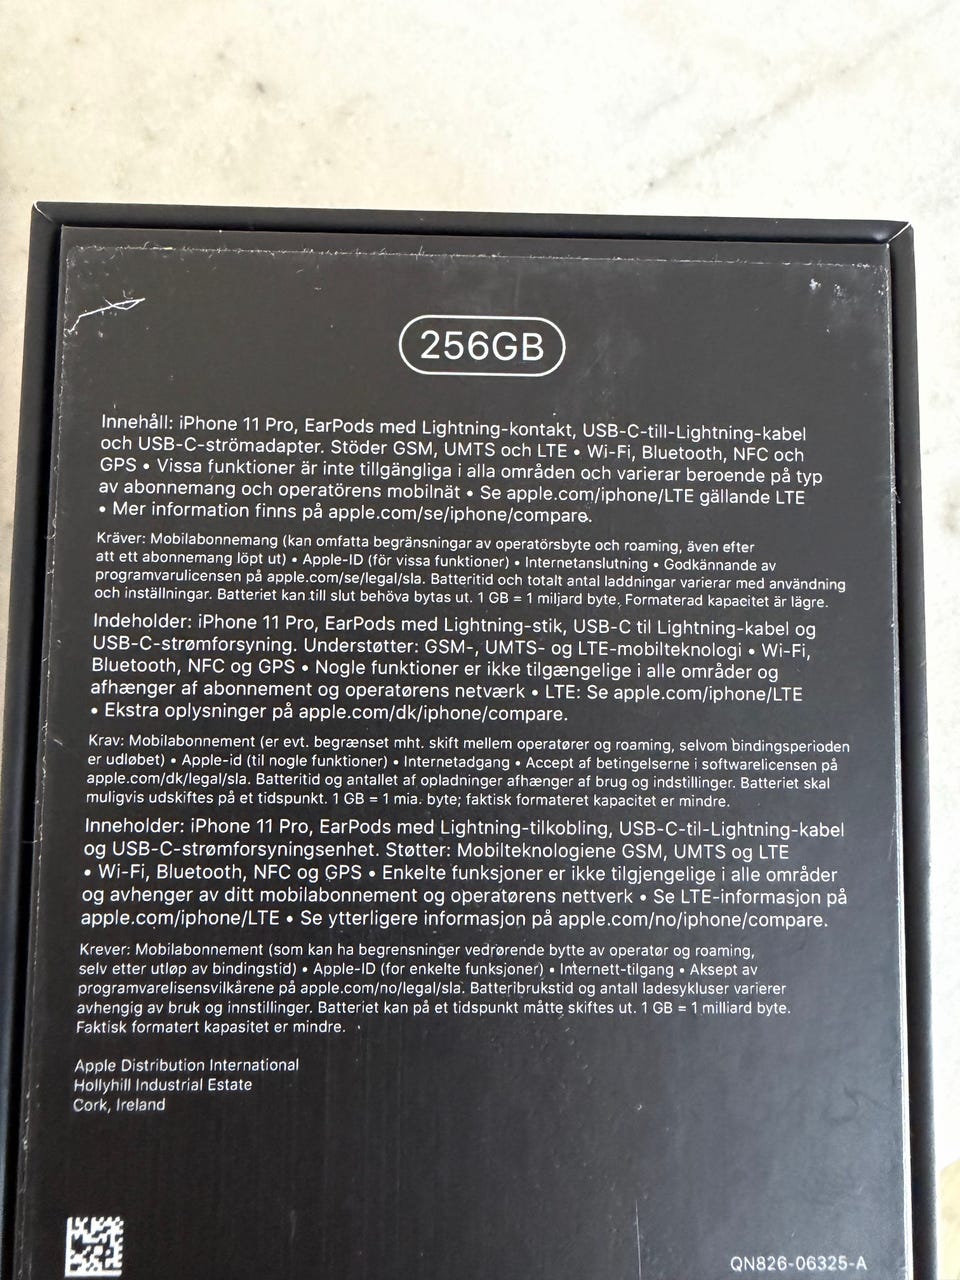 256GB
Innehåll: iPhone 11 Pro, EarPods med Lightning-kontakt, USB-C-till-Lightning-kabel
och USB-C-strömadapter. Stöder GSM, UMTS och LTE • Wi-Fi, Bluetooth, NFC och
GPS • Vissa funktioner är inte tillgängliga i alla områden och varierar beroende på typ
av abonnemang och operatörens mobilnät • Se apple.com/iphone/LTE gällande LTE
• Mer information finns på apple.com/se/iphone/compare.
Kräver: Mobilabonnemang (kan omfatta begränsningar av operatörsbyte och roaming, även efter
att ett abonnemang löpt ut) • Apple-ID (för vissa funktioner) • Internetanslutning • Godkännande av
programvarulicensen på apple.com/se/legal/sla. Batteritid och totalt antal laddningar varierar med användning
och inställningar. Batteriet kan till slut behöva bytas ut. 1 GB = 1 miljard byte. Formaterad kapacitet är lägre.
Indeholder: iPhone 11 Pro, EarPods med Lightning-stik, USB-C til Lightning-kabel og
USB-C-strømforsyning. Understøtter: GSM-, UMTS- og LTE-mobilteknologi • Wi-Fi,
Bluetooth, NFC og GPS • Nogle funktioner er ikke tilgængelige i alle områder og
afhænger af abonnement og operatørens netværk • LTE: Se apple.com/iphone/LTE
• Ekstra oplysninger på apple.com/dk/iphone/compare.
Krav: Mobilabonnement (er evt. begrænset mht. skift mellem operatører og roaming, selvom bindingsperioden
er udløbet) • Apple-id (til nogle funktioner) • Internetadgang • Accept af betingelserne i softwarelicensen på
apple.com/dk/legal/sla. Batteritid og antallet af opladninger afhænger af brug og indstillinger. Batteriet skal
muligvis udskiftes på et tidspunkt. 1 GB = 1 mia. byte; faktisk formateret kapacitet er mindre.
Inneholder: iPhone 11 Pro, EarPods med Lightning-tilkobling, USB-C-til-Lightning-kabel
og USB-C-strømforsyningsenhet. Støtter: Mobilteknologiene GSM, UMTS og LTE
• Wi-Fi, Bluetooth, NFC og GPS • Enkelte funksjoner er ikke tilgjengelige i alle områder
og avhenger av ditt mobilabonnement og operatørens nettverk • Se LTE-informasjon på
apple.com/iphone/LTE • Se ytterligere informasjon på apple.com/no/iphone/compare.
Krever: Mobilabonnement (som kan ha begrensninger vedrørende bytte av operatør og roaming,
selv etter utløp av bindingstid) • Apple-ID (for enkelte funksjoner) • Internett-tilgang • Aksept av
programvarelisensvilkårene på apple.com/no/legal/sla. Batteribrukstid og antall ladesykluser varierer
avhengig av bruk og innstillinger. Batteriet kan på et tidspunkt måtte skiftes ut. 1 GB = 1 milliard byte.
Faktisk formatert kapasitet er mindre.
Apple Distribution International
Hollyhill Industrial Estate
Cork, Ireland
QN826-06325-A